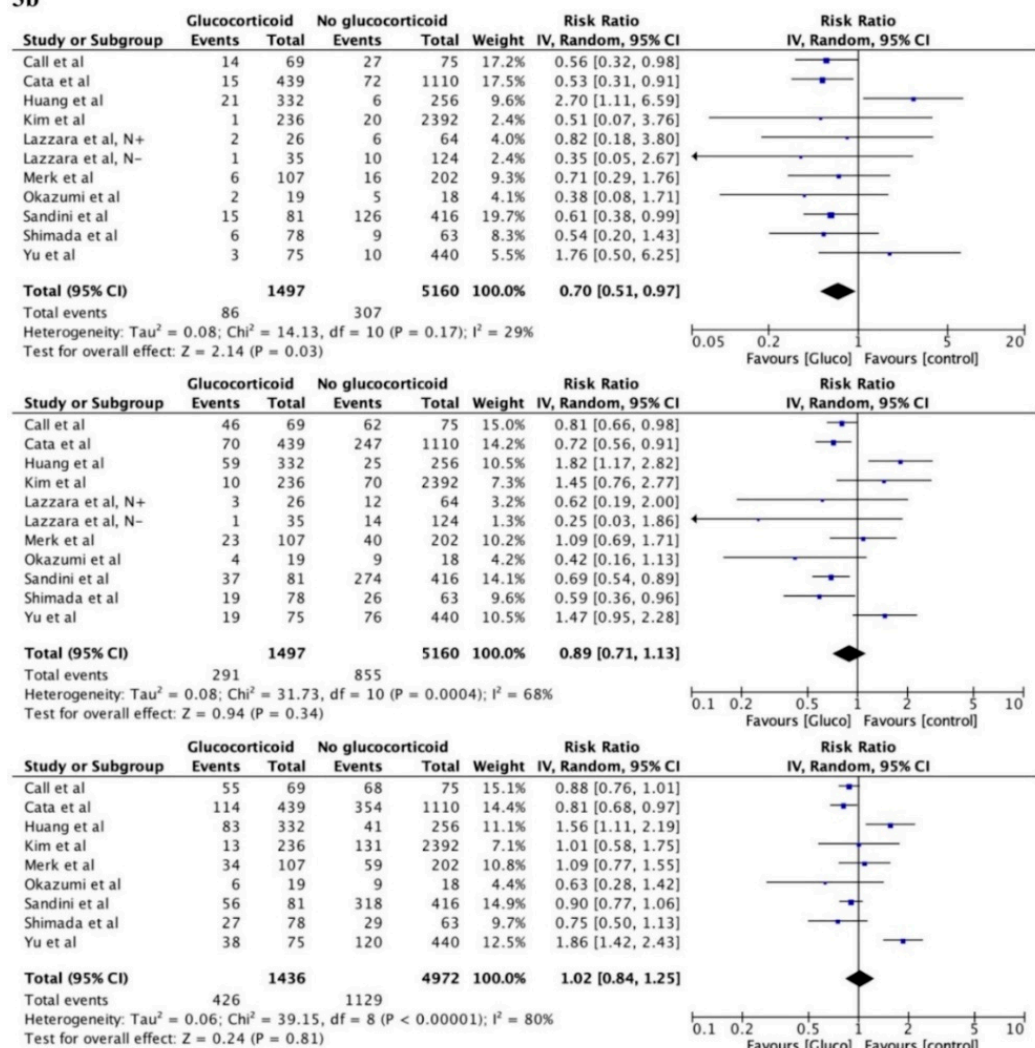 3b
Glucocorticoid No glucocorticoid Risk Ratio Risk Ratio
Study or Subgroup Events Total Events Total Weight IV, Random, 95% CI IV, Random, 95% CI
Call et al 14 69 27 75 17.2% 0.56 [0.32, 0.98]
Cata et al 15 439 72 1110 17.5% 0.53 [0.31, 0.91]
Huang et al 21 332 6 256 9.6% 2.70 [1.11, 6.59]
Kim et al 1 236 20 2392 2.4% 0.51 [0.07, 3.76]
Lazzara et al, N+ 2 26 6 64 4.1% 0.82 [0.18, 3.80]
Lazzara et al, N- 1 35 10 124 2.4% 0.35 [0.05, 2.67]
Merk et al 6 107 16 202 9.3% 0.71 [0.29, 1.76]
Okazumi et al 2 19 5 18 4.1% 0.38 [0.08, 1.71]
Sandini et al 15 81 126 416 19.7% 0.61 [0.38, 0.99]
Shimada et al 6 78 9 63 8.3% 0.54 [0.20, 1.43]
Yu et al 3 75 10 440 5.5% 1.76 [0.50, 6.25]
Total (95% CI) 1497 5160 100.0% 0.70 [0.51, 0.97]
Total events 86 307
Heterogeneity: Tau² = 0.08; Chi² = 14.13, df = 10 (P = 0.17); I² = 29%
Test for overall effect: Z = 2.14 (P = 0.03)
0.05 0.2 1 5 20
Favours [Gluco] Favours [control]
Glucocorticoid No glucocorticoid Risk Ratio Risk Ratio
Study or Subgroup Events Total Events Total Weight IV, Random, 95% CI IV, Random, 95% CI
Call et al 46 69 62 75 15.0% 0.81 [0.66, 0.98]
Cata et al 70 439 247 1110 14.2% 0.72 [0.56, 0.91]
Huang et al 59 332 25 256 10.5% 1.82 [1.17, 2.82]
Kim et al 10 236 70 2392 7.3% 1.45 [0.76, 2.77]
Lazzara et al, N+ 3 26 12 64 3.2% 0.62 [0.19, 2.00]
Lazzara et al, N- 1 35 14 124 1.3% 0.25 [0.03, 1.86]
Merk et al 23 107 40 202 10.2% 1.09 [0.69, 1.71]
Okazumi et al 4 19 9 18 4.2% 0.42 [0.16, 1.13]
Sandini et al 37 81 274 416 14.1% 0.69 [0.54, 0.89]
Shimada et al 19 78 26 63 9.6% 0.59 [0.36, 0.96]
Yu et al 19 75 76 440 10.5% 1.47 [0.95, 2.28]
Total (95% CI) 1497 5160 100.0% 0.89 [0.71, 1.13]
Total events 291 855
Heterogeneity: Tau² = 0.08; Chi² = 31.73, df = 10 (P = 0.0004); I² = 68%
Test for overall effect: Z = 0.94 (P = 0.34)
0.1 0.2 0.5 1 2 5 10
Favours [Gluco] Favours [control]
Glucocorticoid No glucocorticoid Risk Ratio Risk Ratio
Study or Subgroup Events Total Events Total Weight IV, Random, 95% CI IV, Random, 95% CI
Call et al 55 69 68 75 15.1% 0.88 [0.76, 1.01]
Cata et al 114 439 354 1110 14.4% 0.81 [0.68, 0.97]
Huang et al 83 332 41 256 11.1% 1.56 [1.11, 2.19]
Kim et al 13 236 131 2392 7.1% 1.01 [0.58, 1.75]
Merk et al 34 107 59 202 10.8% 1.09 [0.77, 1.55]
Okazumi et al 6 19 9 18 4.4% 0.63 [0.28, 1.42]
Sandini et al 56 81 318 416 14.9% 0.90 [0.77, 1.06]
Shimada et al 27 78 29 63 9.7% 0.75 [0.50, 1.13]
Yu et al 38 75 120 440 12.5% 1.86 [1.42, 2.43]
Total (95% CI) 1436 4972 100.0% 1.02 [0.84, 1.25]
Total events 426 1129
Heterogeneity: Tau² = 0.06; Chi² = 39.15, df = 8 (P < 0.00001); I² = 80%
Test for overall effect: Z = 0.24 (P = 0.81)
0.1 0.2 0.5 1 2 5 10
Favours [Gluco] Favours [control]